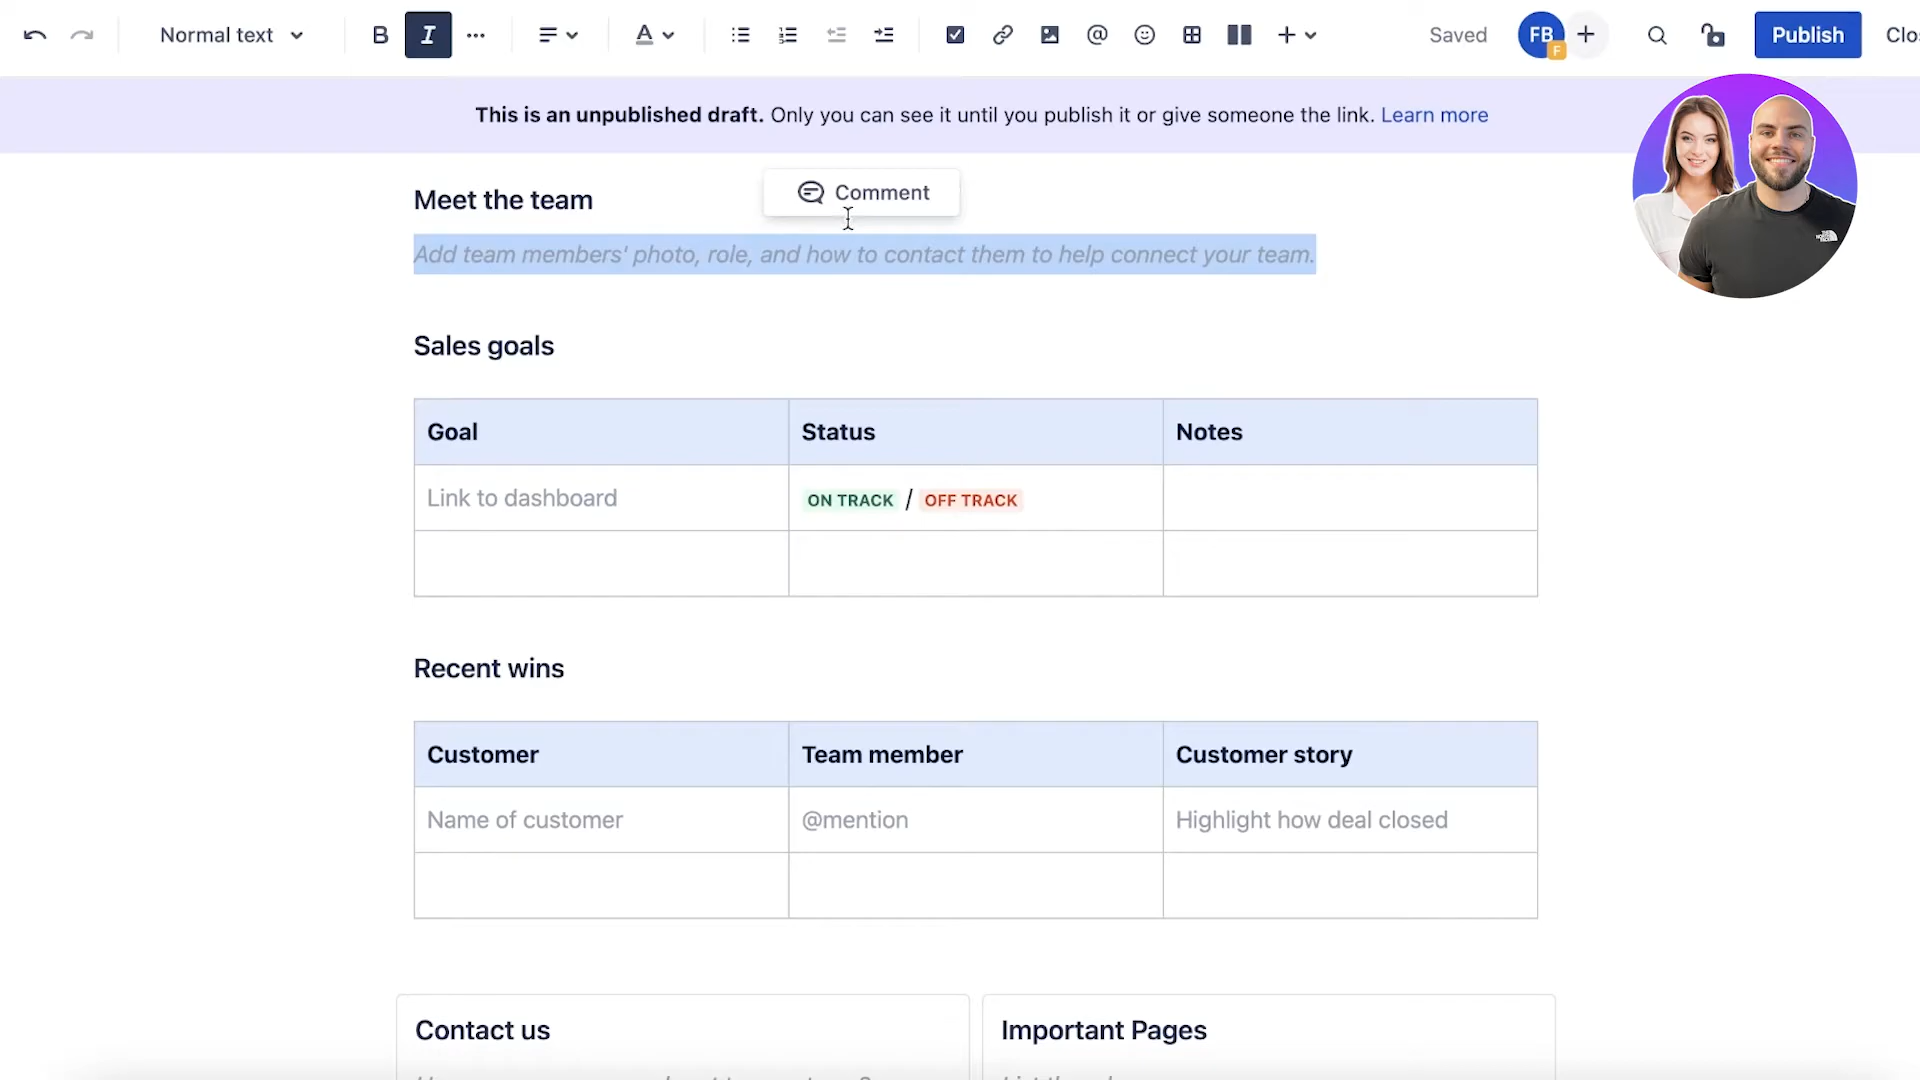 Normal text B I A @ Saved FB F Publish Clo
This is an unpublished draft. Only you can see it until you publish it or give someone the link. Learn more
Comment
Meet the team
Add team members' photo, role, and how to contact them to help connect your team.
Sales goals
Goal Status Notes
Link to dashboard ON TRACK / OFF TRACK
Recent wins
Customer Team member Customer story
Name of customer @mention Highlight how deal closed
Contact us Important Pages